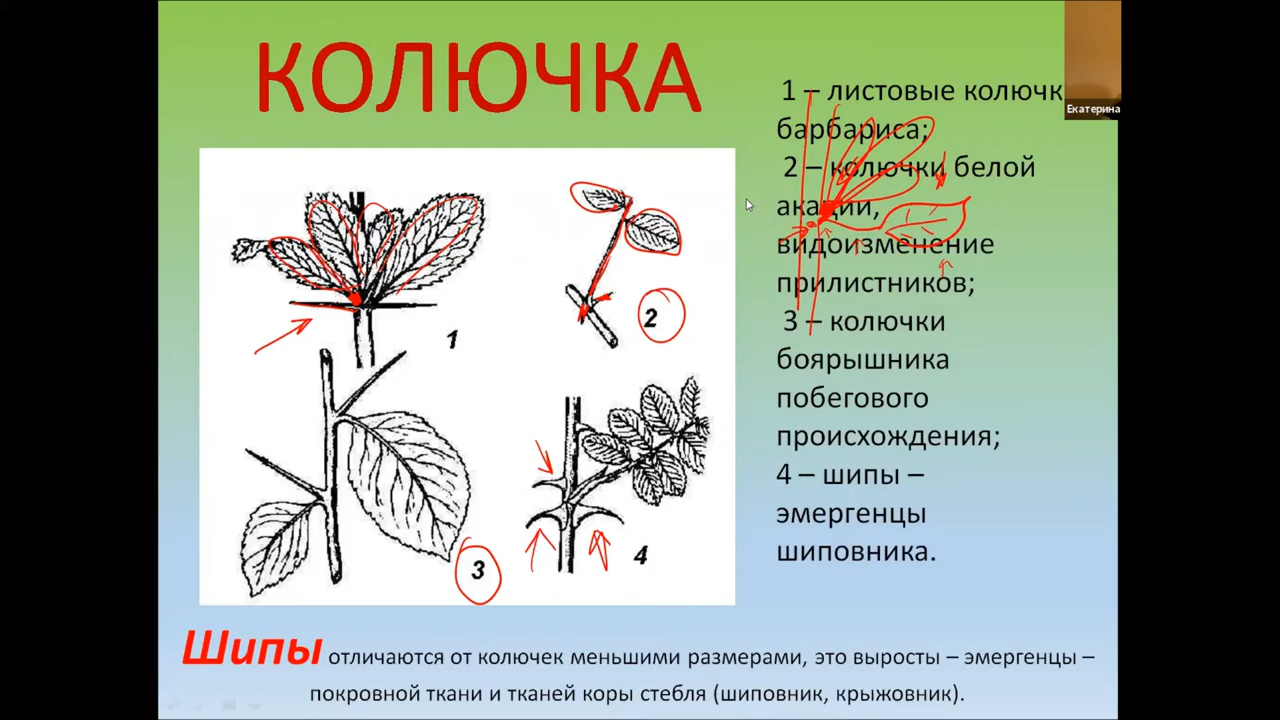 КОЛЮЧКА
Екатерина
1 – листовые колючк
барбариса;
2 – колючки белой
акации,
видоизменение
прилистников;
3 – колючки
боярышника
побегового
происхождения;
4 – шипы –
эмергенцы
шиповника.
1
2
3
4
Шипы отличаются от колючек меньшими размерами, это выросты – эмергенцы –
покровной ткани и тканей коры стебля (шиповник, крыжовник).